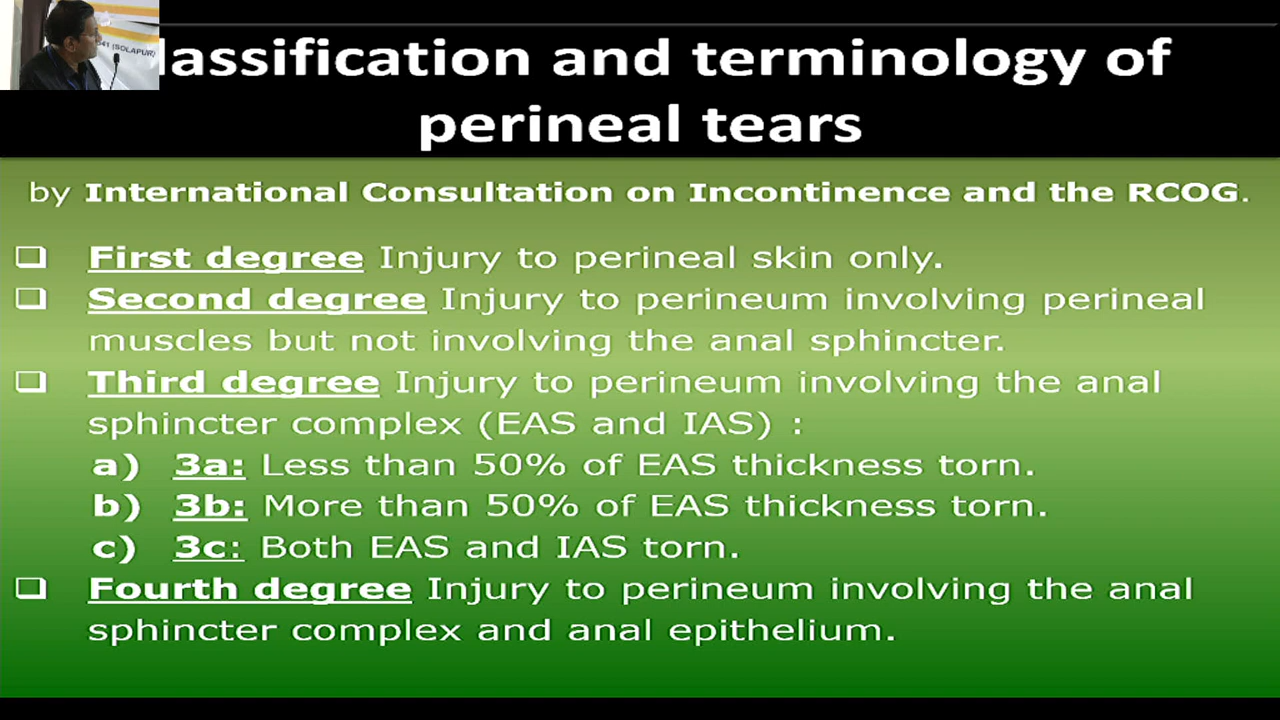 041 (SOLAPUR)
lassification and terminology of
perineal tears
by International Consultation on Incontinence and the RCOG.
❑ First degree Injury to perineal skin only.
❑ Second degree Injury to perineum involving perineal
muscles but not involving the anal sphincter.
❑ Third degree Injury to perineum involving the anal
sphincter complex (EAS and IAS) :
a) 3a: Less than 50% of EAS thickness torn.
b) 3b: More than 50% of EAS thickness torn.
c) 3c: Both EAS and IAS torn.
❑ Fourth degree Injury to perineum involving the anal
sphincter complex and anal epithelium.